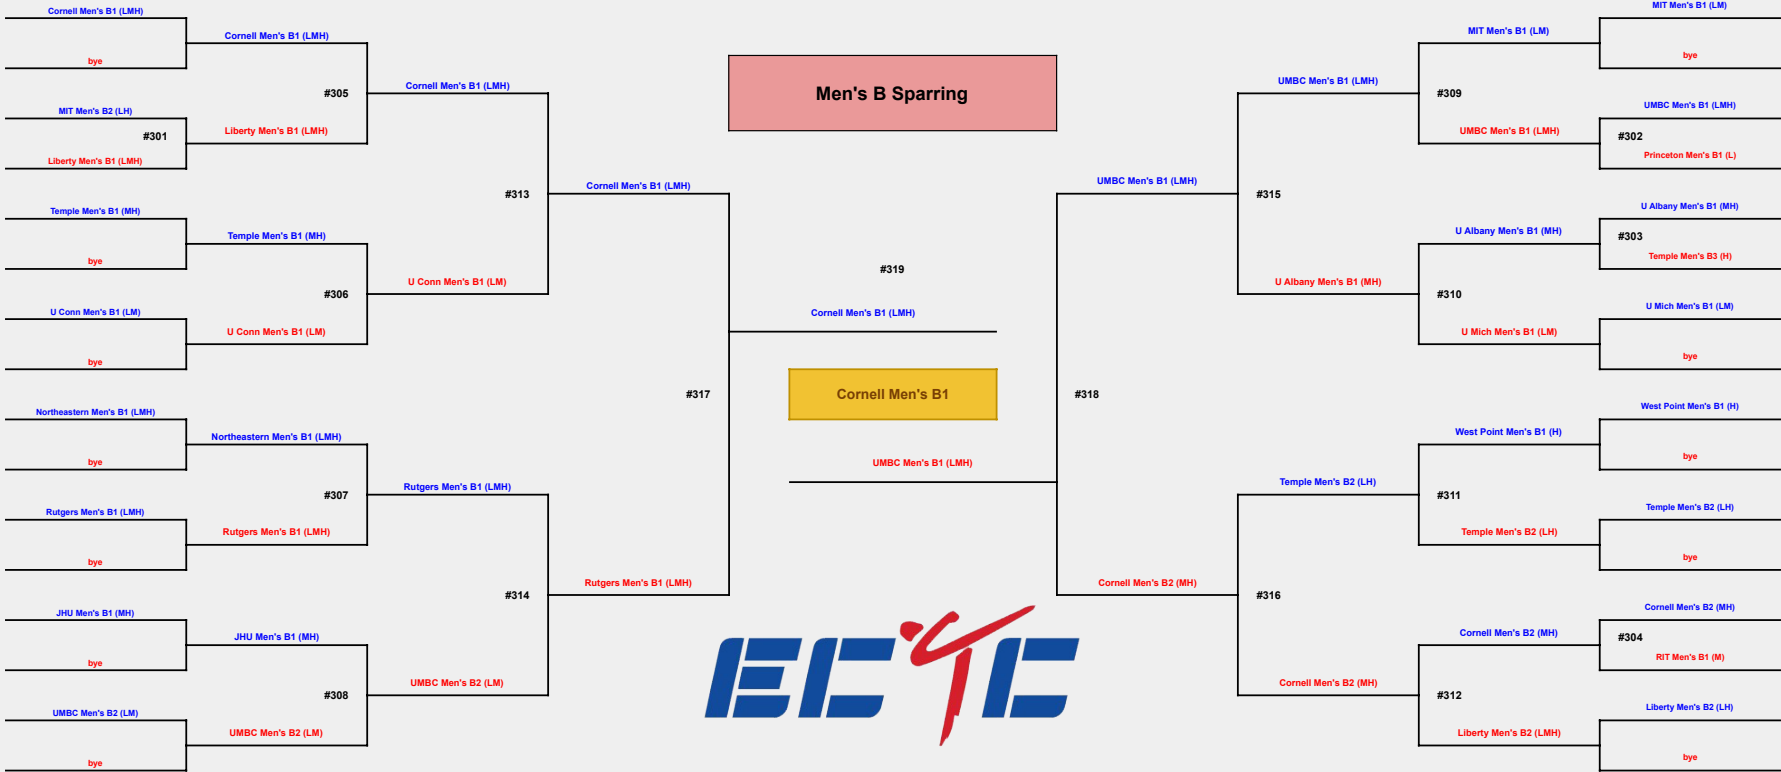 Cornell Men's B1 (LMH)
bye
MIT Men's B2 (LH)
#301
Liberty Men's B1 (LMH)
Temple Men's B1 (MH)
bye
U Conn Men's B1 (LM)
bye
Northeastern Men's B1 (LMH)
bye
Rutgers Men's B1 (LMH)
bye
JHU Men's B1 (MH)
bye
UMBC Men's B2 (LM)
bye
Cornell Men's B1 (LMH)
#305
Liberty Men's B1 (LMH)
Temple Men's B1 (MH)
#306
U Conn Men's B1 (LM)
Northeastern Men's B1 (LMH)
#307
Rutgers Men's B1 (LMH)
JHU Men's B1 (MH)
#308
UMBC Men's B2 (LM)
Cornell Men's B1 (LMH)
#313
U Conn Men's B1 (LM)
Rutgers Men's B1 (LMH)
#314
UMBC Men's B2 (LM)
Cornell Men's B1 (LMH)
#317
Rutgers Men's B1 (LMH)
Men's B Sparring
#319
Cornell Men's B1 (LMH)
Cornell Men's B1
UMBC Men's B1 (LMH)
ECTC
UMBC Men's B1 (LMH)
#318
Cornell Men's B2 (MH)
UMBC Men's B1 (LMH)
#315
U Albany Men's B1 (MH)
Temple Men's B2 (LH)
#316
Cornell Men's B2 (MH)
MIT Men's B1 (LM)
#309
UMBC Men's B1 (LMH)
U Albany Men's B1 (MH)
#310
U Mich Men's B1 (LM)
West Point Men's B1 (H)
#311
Temple Men's B2 (LH)
Cornell Men's B2 (MH)
#312
Liberty Men's B2 (LMH)
MIT Men's B1 (LM)
bye
UMBC Men's B1 (LMH)
#302
Princeton Men's B1 (L)
U Albany Men's B1 (MH)
#303
Temple Men's B3 (H)
U Mich Men's B1 (LM)
bye
West Point Men's B1 (H)
bye
Temple Men's B2 (LH)
bye
Cornell Men's B2 (MH)
#304
RIT Men's B1 (M)
Liberty Men's B2 (LH)
bye